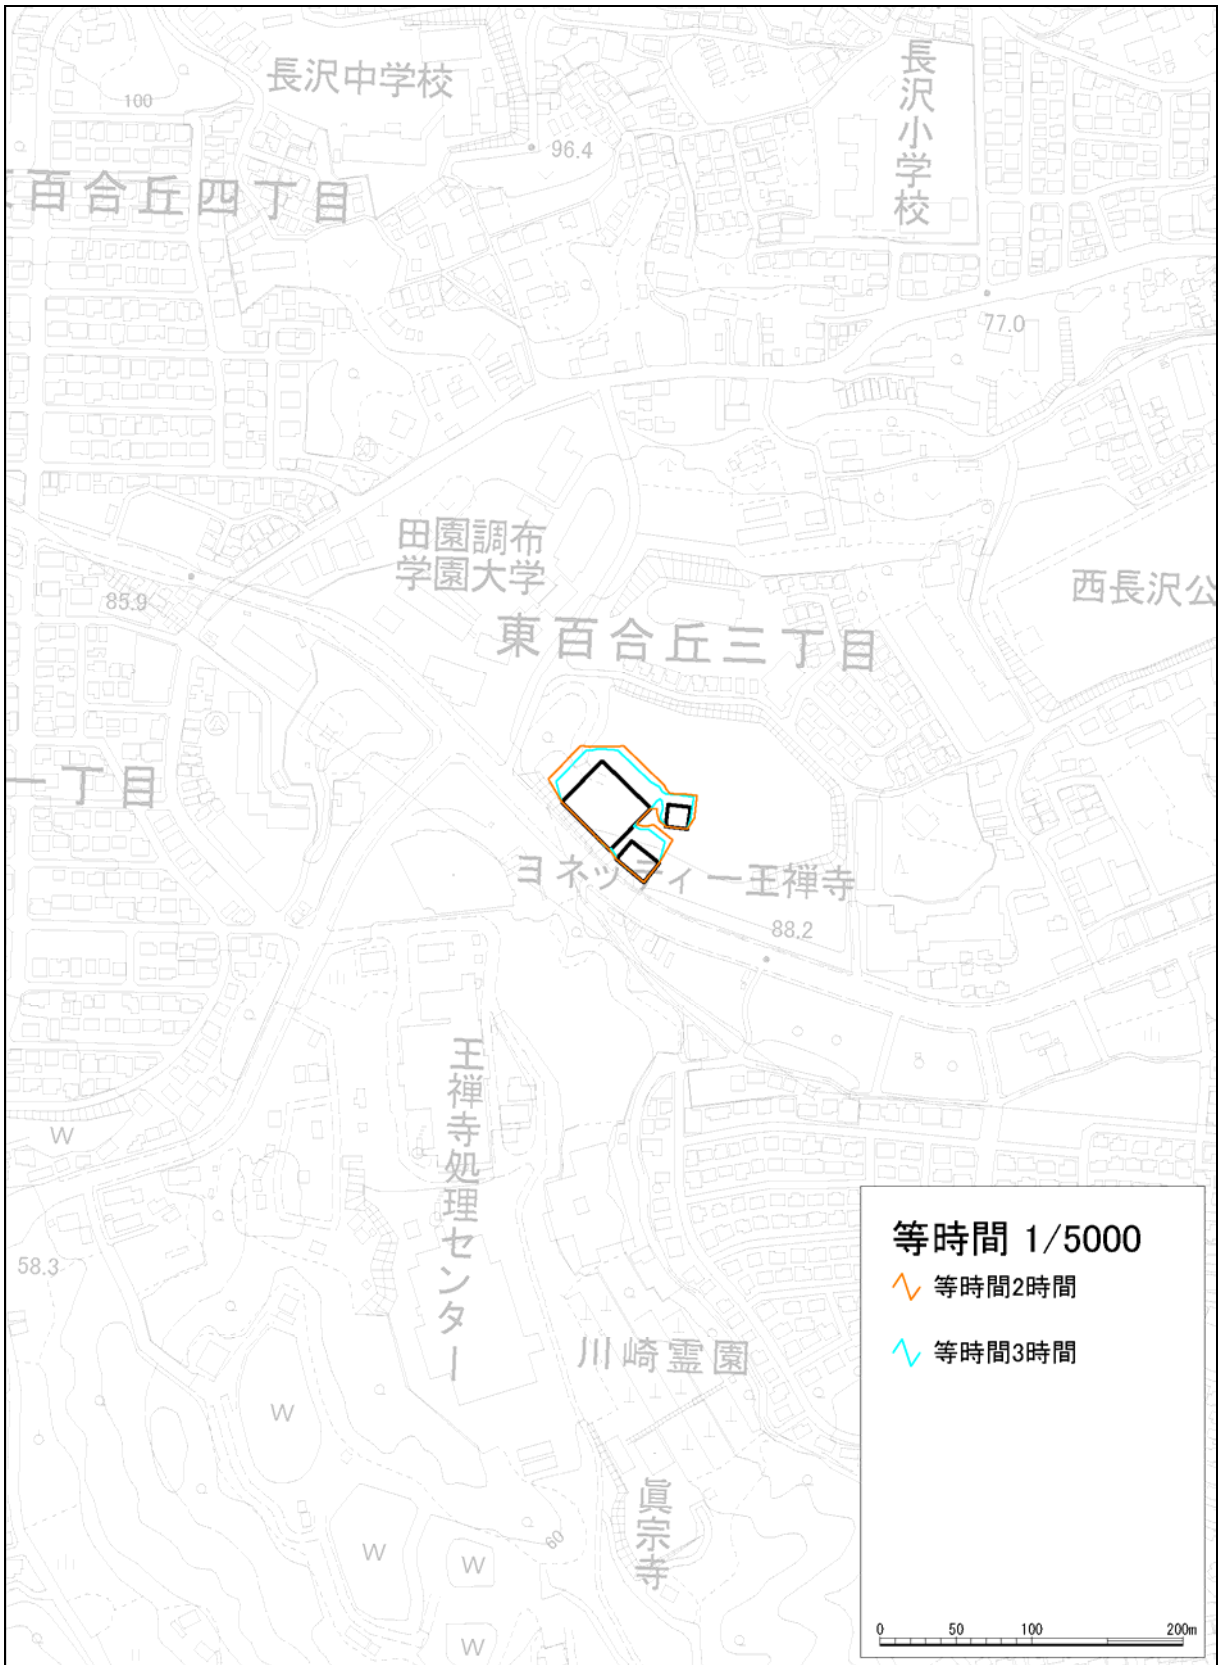 長沢中学校
長沢小学校
100
96.4
百合丘四丁目
77.0
田園調布
学園大学
85.9
西長沢公
東百合丘三丁目
一丁目
ヨネッティー王禅寺
88.2
王禅寺処理センター
W
58.3
川崎霊園
W
眞宗寺
60
W
W
W
等時間 1/5000
等時間2時間
等時間3時間
0 50 100 200m